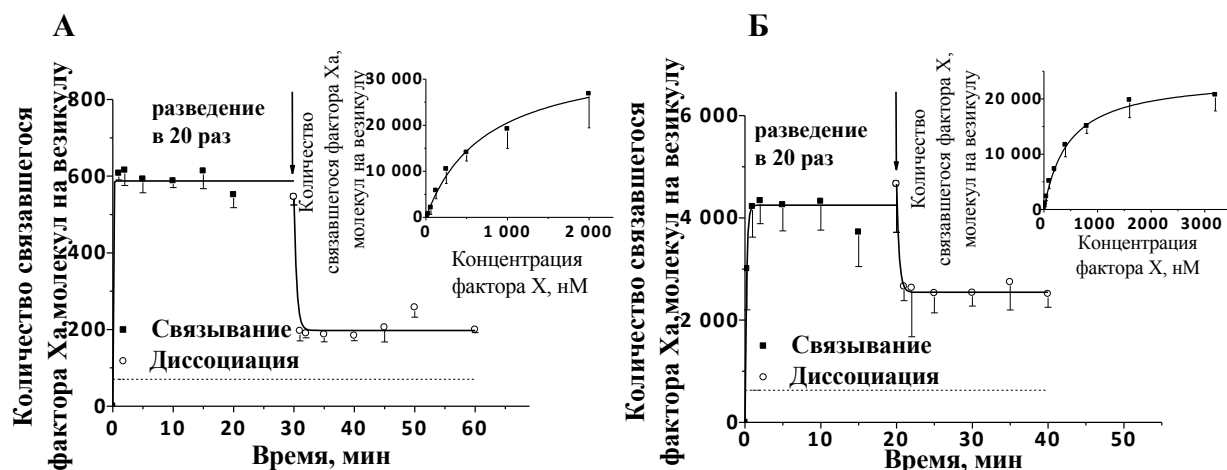 А
Количество связавшегося
фактора Xa,молекул на везикулу
800
600
400
200
0
разведение
в 20 раз
Связывание
Диссоциация
0 10 20 30 40 50 60
Время, мин
Количество
связавшегося фактора Xa,
молекул на везикулу
30 000
20 000
10 000
0
0 500 1 000 2 000
Концентрация
фактора X, нМ
Б
Количество связавшегося
фактора Xa,молекул на везикулу
6 000
4 000
2 000
0
разведение
в 20 раз
Связывание
Диссоциация
0 10 20 30 40 50
Время, мин
Количество
связавшегося фактора X,
молекул на везикулу
20 000
10 000
0
0 1000 2000 3000
Концентрация
фактора X, нМ